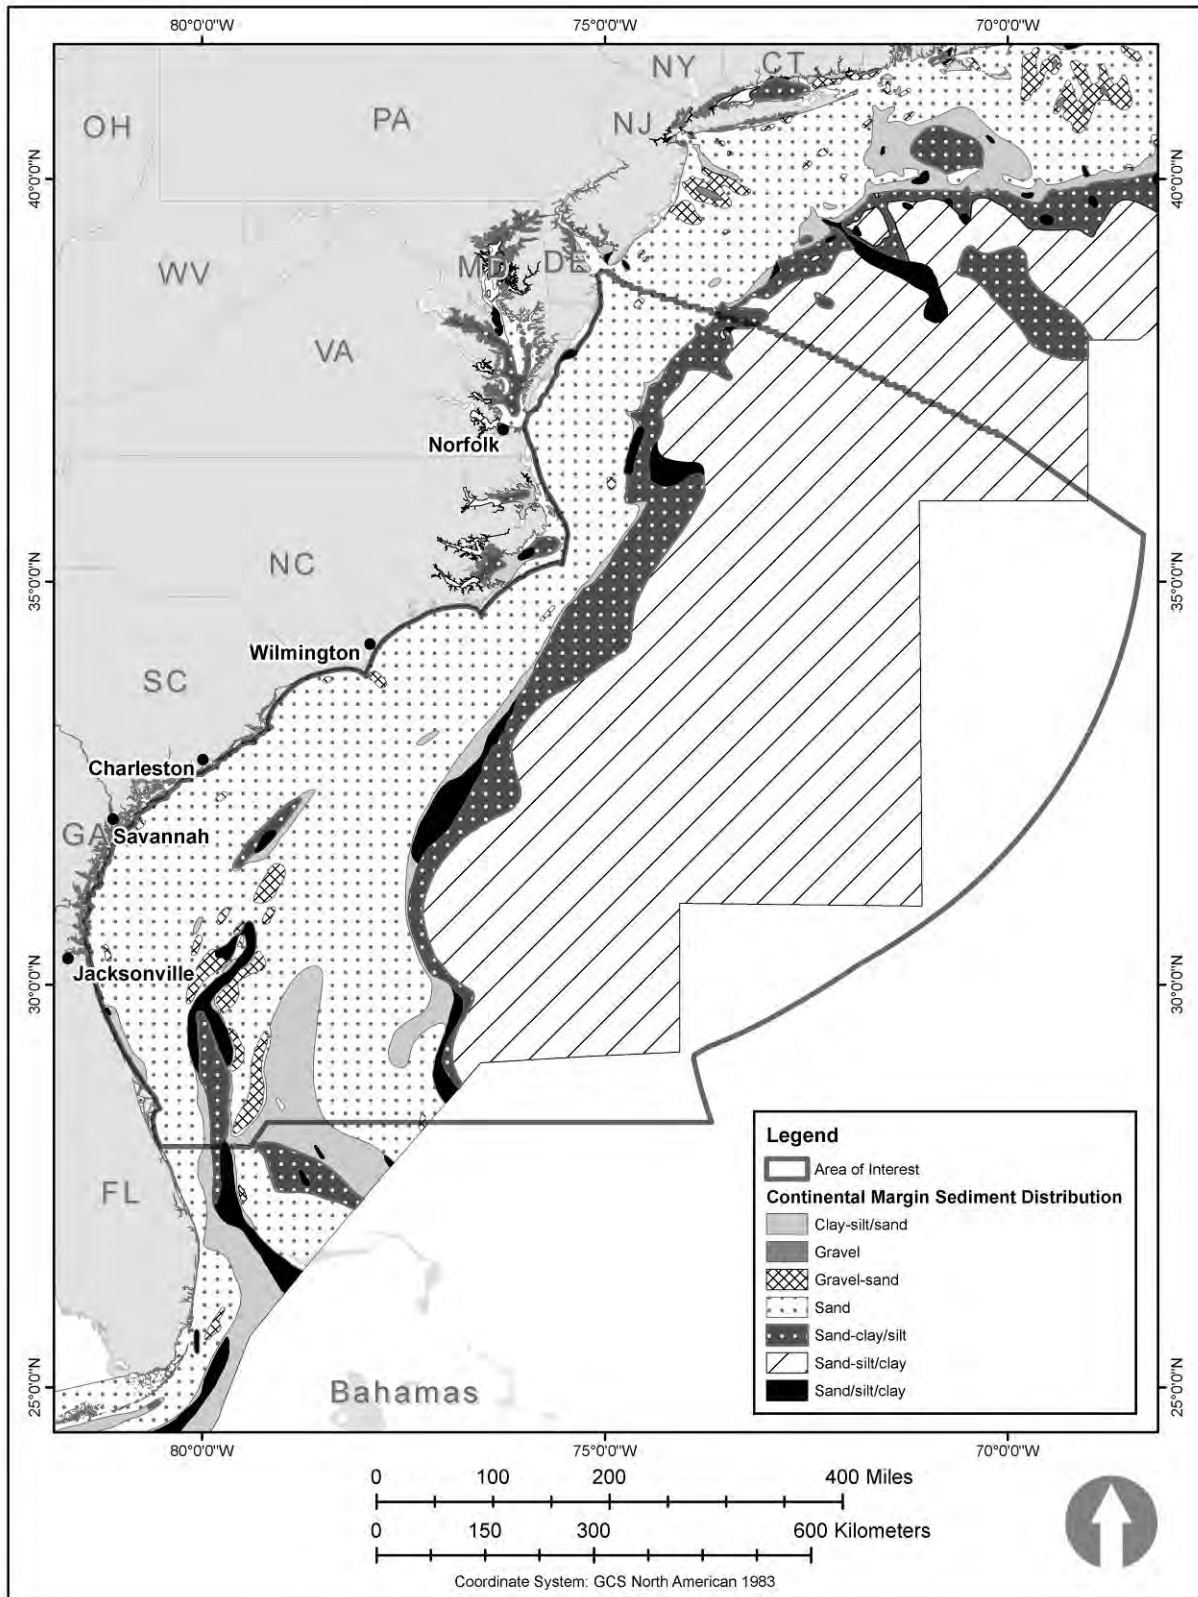 80°0'0"W 75°0'0"W 70°0'0"W
NY CT
OH PA NJ
40°0'0"N 40°0'0"N
WV MD DE
VA
Norfolk
NC
35°0'0"N 35°0'0"N
Wilmington
SC
Charleston
GA Savannah
Jacksonville
30°0'0"N 30°0'0"N
FL
Bahamas
25°0'0"N 25°0'0"N
Legend
Area of Interest
Continental Margin Sediment Distribution
Clay-silt/sand
Gravel
Gravel-sand
Sand
Sand-clay/silt
Sand-silt/clay
Sand/silt/clay
80°0'0"W 75°0'0"W 70°0'0"W
0 100 200 400 Miles
0 150 300 600 Kilometers
Coordinate System: GCS North American 1983